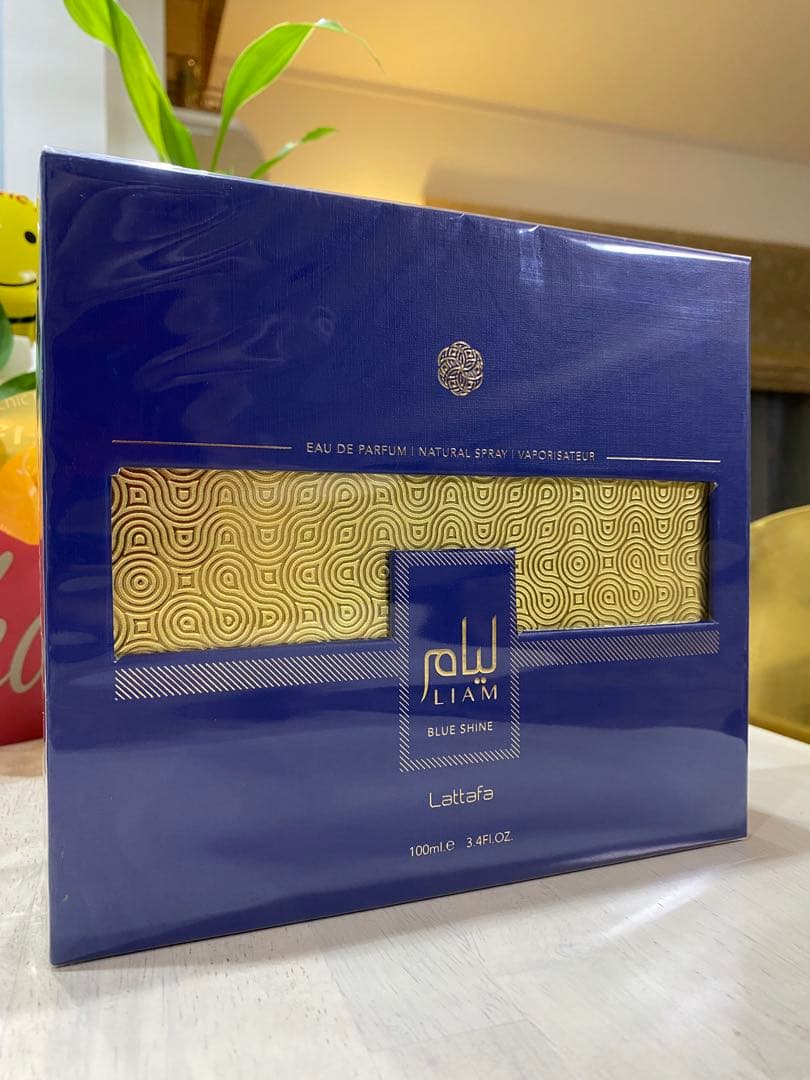 EAU DE PARFUM | NATURAL SPRAY | VAPORISATEUR
ليام
LIAM
BLUE SHINE
Lattafa
100ml.e 3.4Fl.OZ.